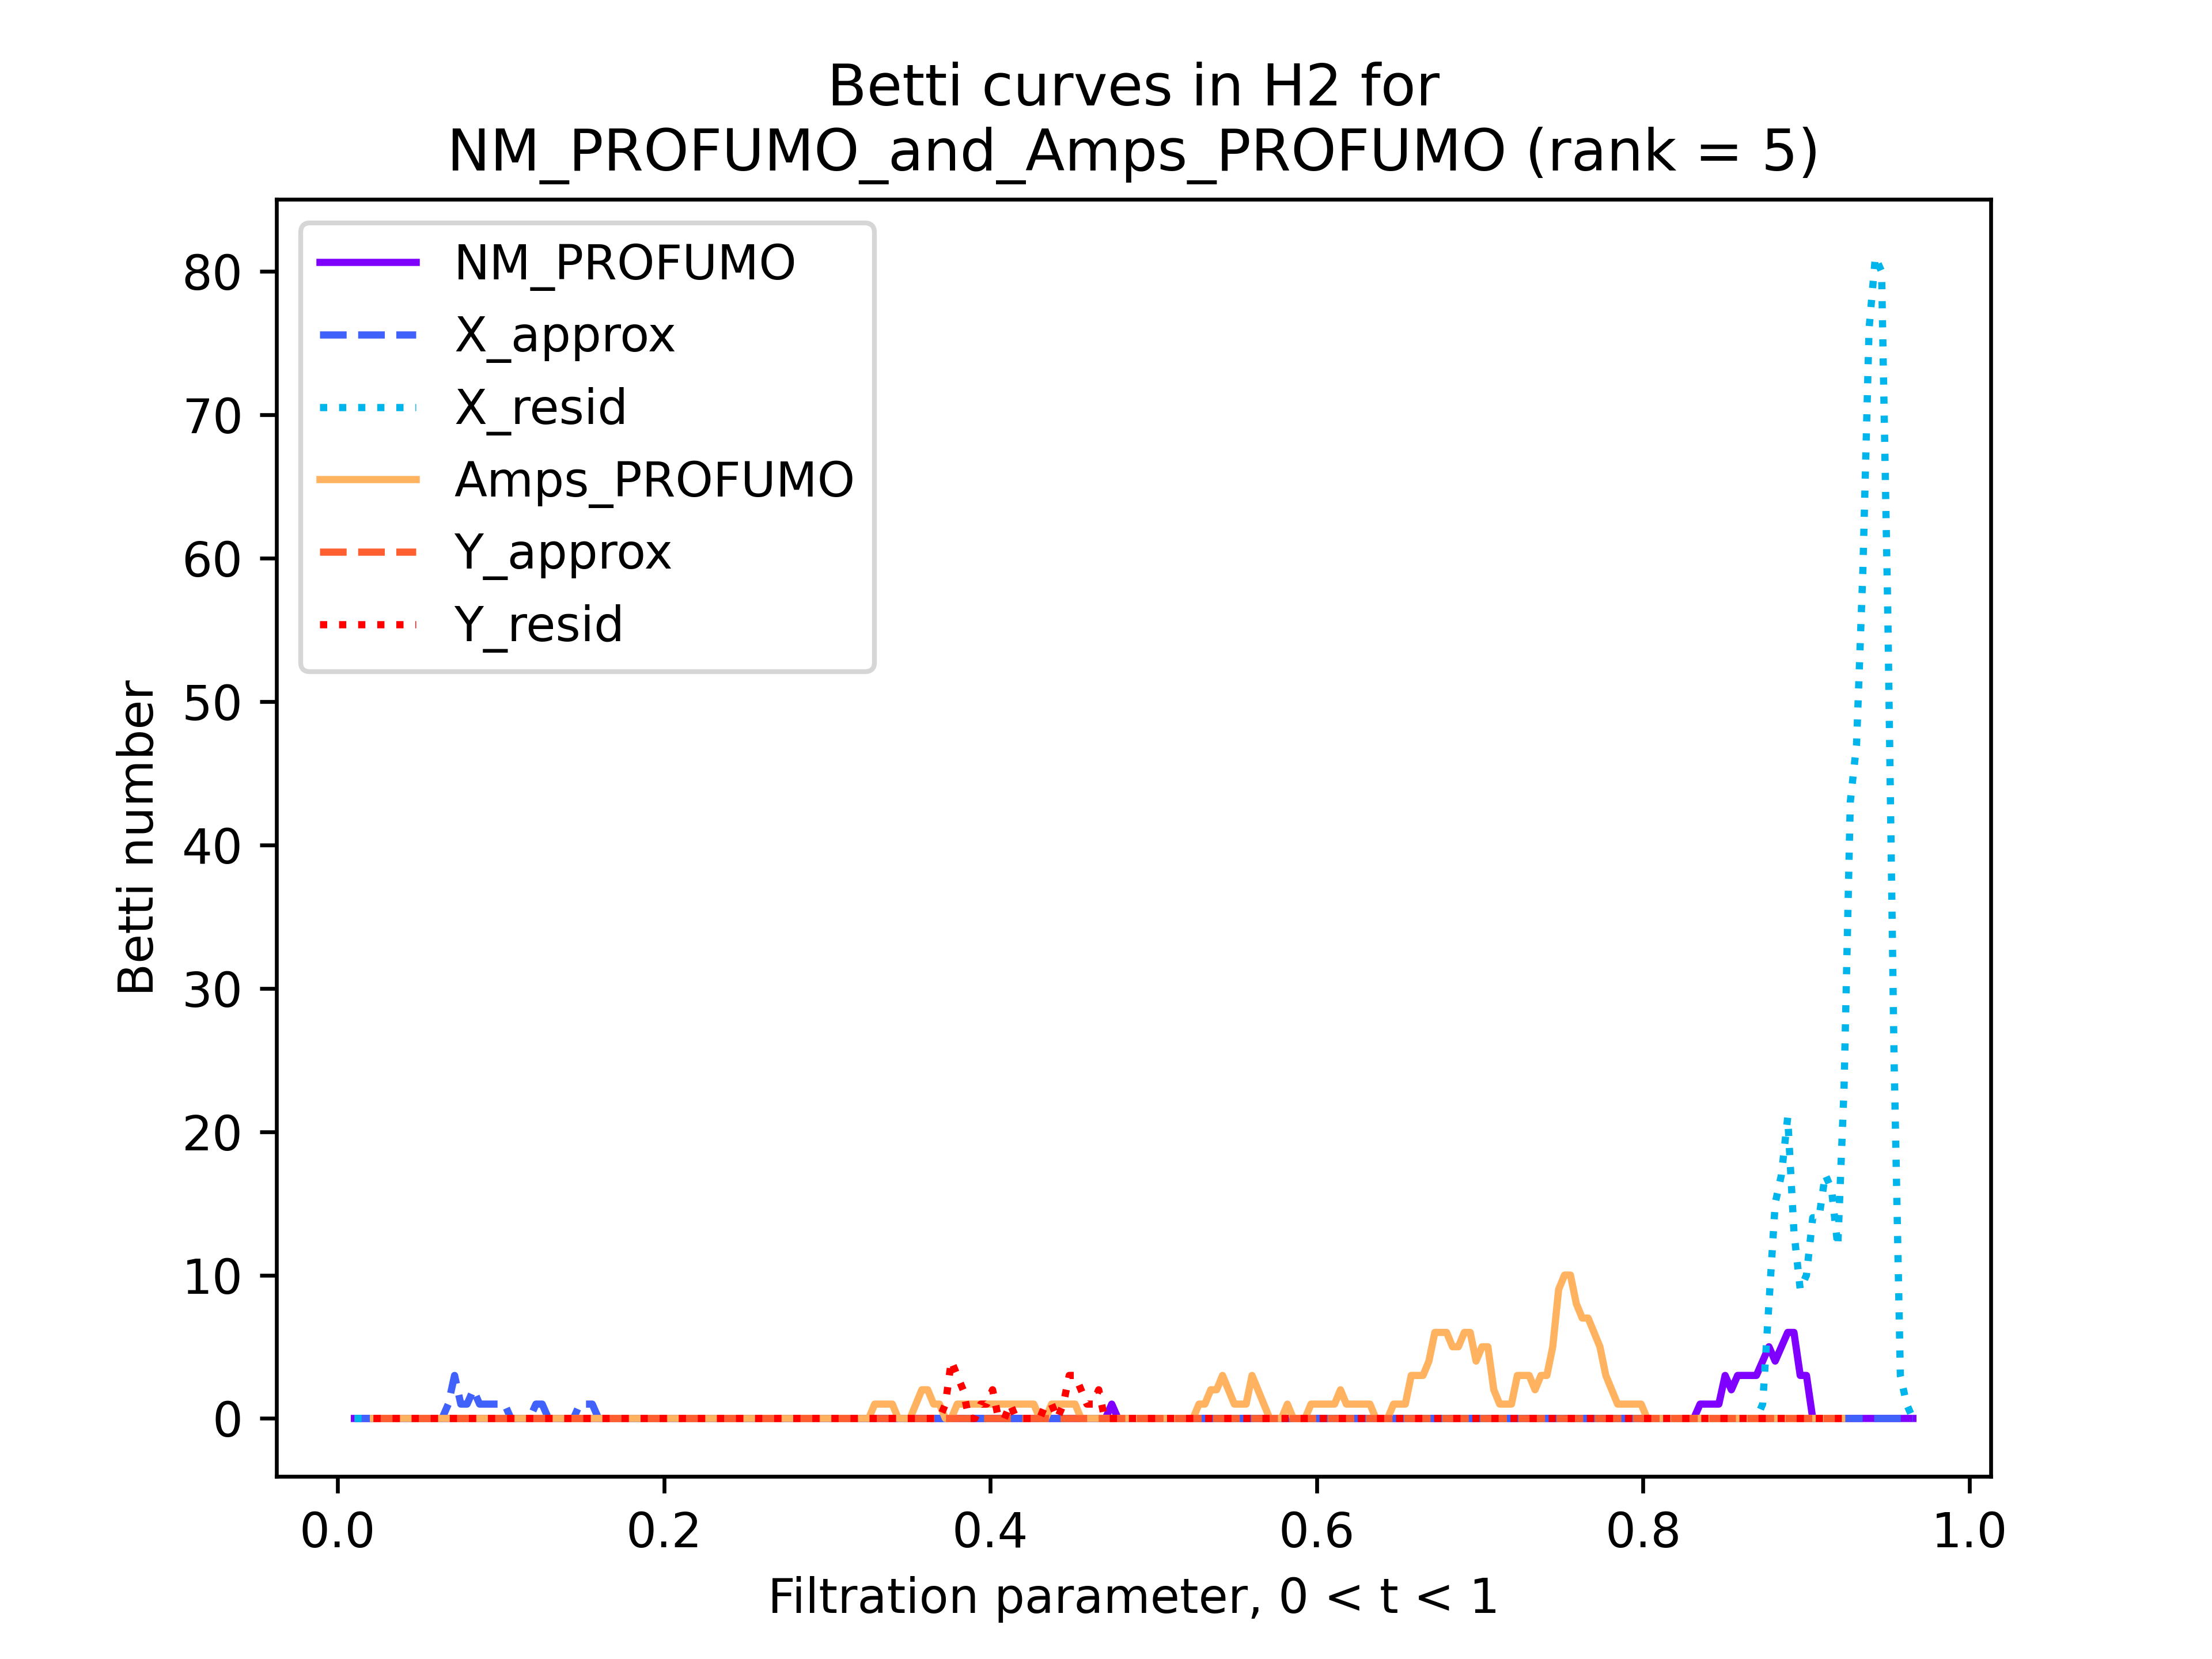 Betti curves in H2 for
NM_PROFUMO_and_Amps_PROFUMO (rank = 5)
NM_PROFUMO
X_approx
X_resid
Amps_PROFUMO
Y_approx
Y_resid
Betti number
80
70
60
50
40
30
20
10
0
0.0 0.2 0.4 0.6 0.8 1.0
Filtration parameter, 0 < t < 1